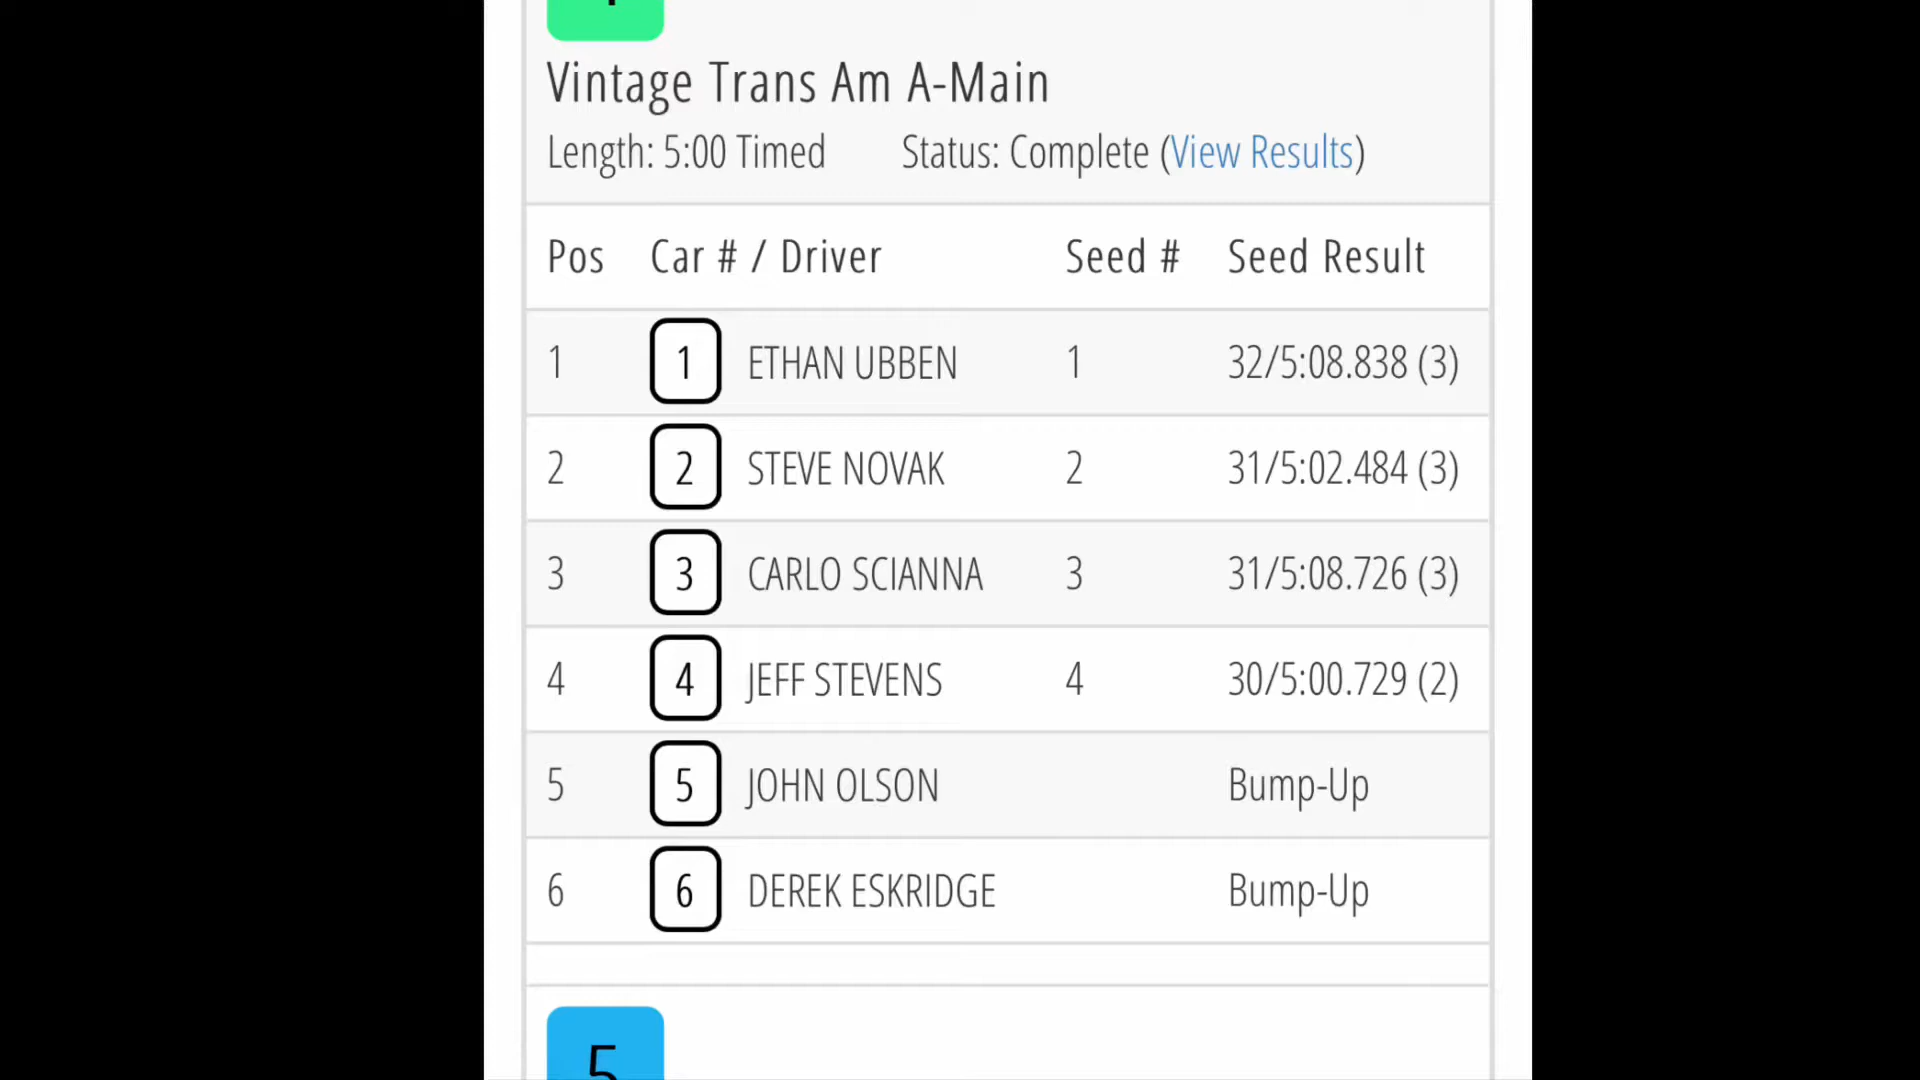 Vintage Trans Am A-Main
Length: 5:00 Timed Status: Complete (View Results)
Pos Car # / Driver Seed # Seed Result
1 1 ETHAN UBBEN 1 32/5:08.838 (3)
2 2 STEVE NOVAK 2 31/5:02.484 (3)
3 3 CARLO SCIANNA 3 31/5:08.726 (3)
4 4 JEFF STEVENS 4 30/5:00.729 (2)
5 5 JOHN OLSON Bump-Up
6 6 DEREK ESKRIDGE Bump-Up
5